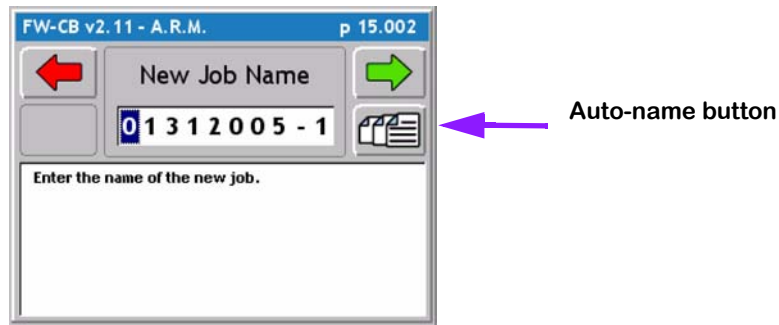 FW-CB v2.11 - A.R.M. p 15.002
New Job Name
01312005-1
Auto-name button
Enter the name of the new job.